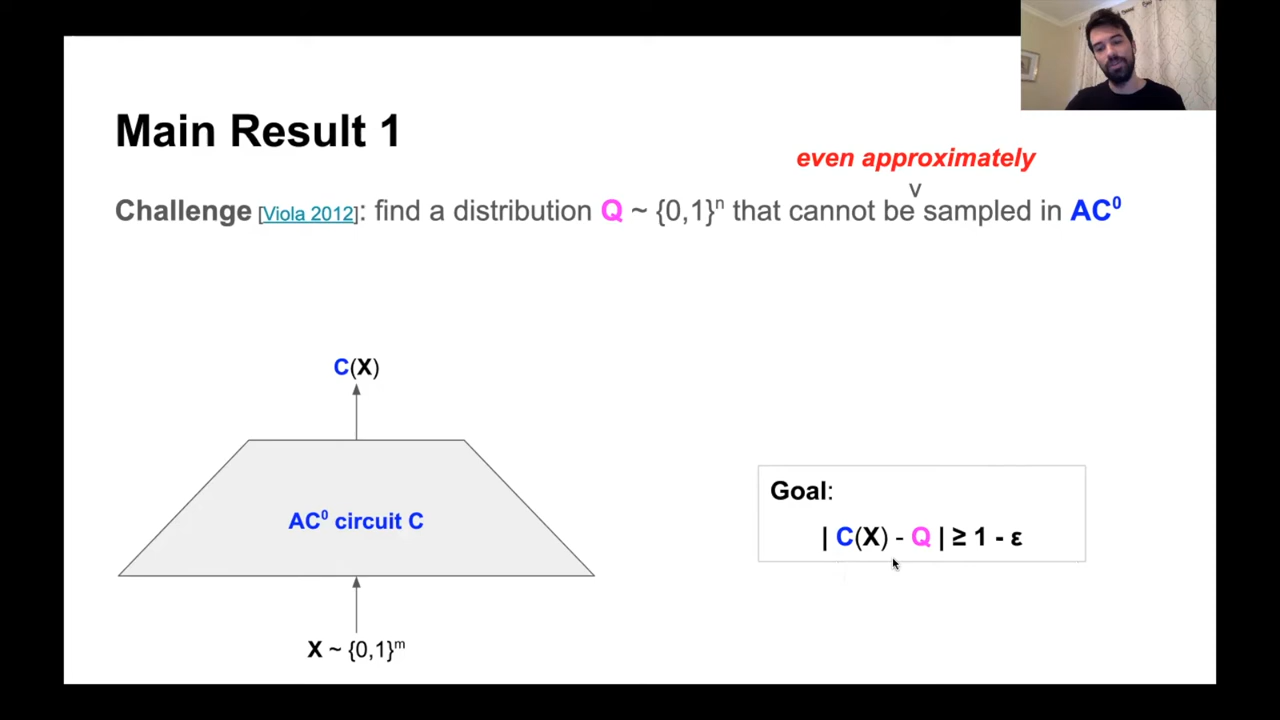 Main Result 1
even approximately
v
Challenge [Viola 2012]: find a distribution Q ~ {0,1}ⁿ that cannot be sampled in AC⁰
C(X)
AC⁰ circuit C
X ~ {0,1}ᵐ
Goal:
| C(X) - Q | ≥ 1 - ε